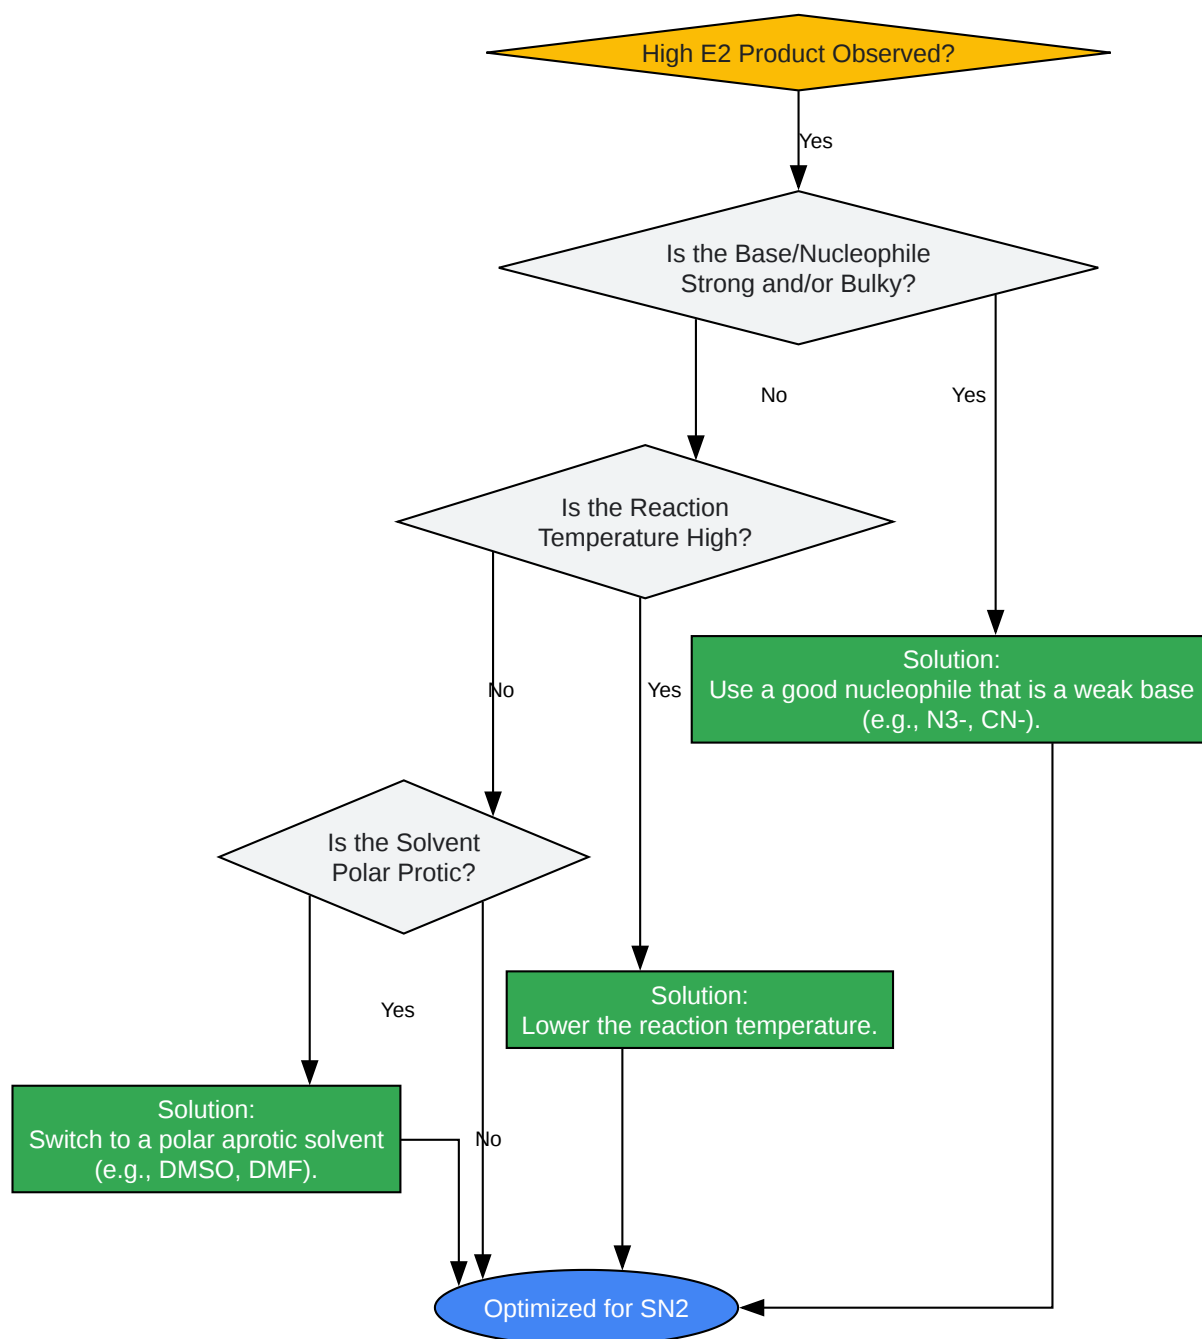 High E2 Product Observed?
Yes
Is the Base/Nucleophile
Strong and/or Bulky?
No
Yes
Is the Reaction
Temperature High?
No
Yes
Solution:
Use a good nucleophile that is a weak base
(e.g., N3-, CN-).
Is the Solvent
Polar Protic?
Yes
Solution:
Lower the reaction temperature.
Solution:
Switch to a polar aprotic solvent
(e.g., DMSO, DMF).
No
Optimized for SN2